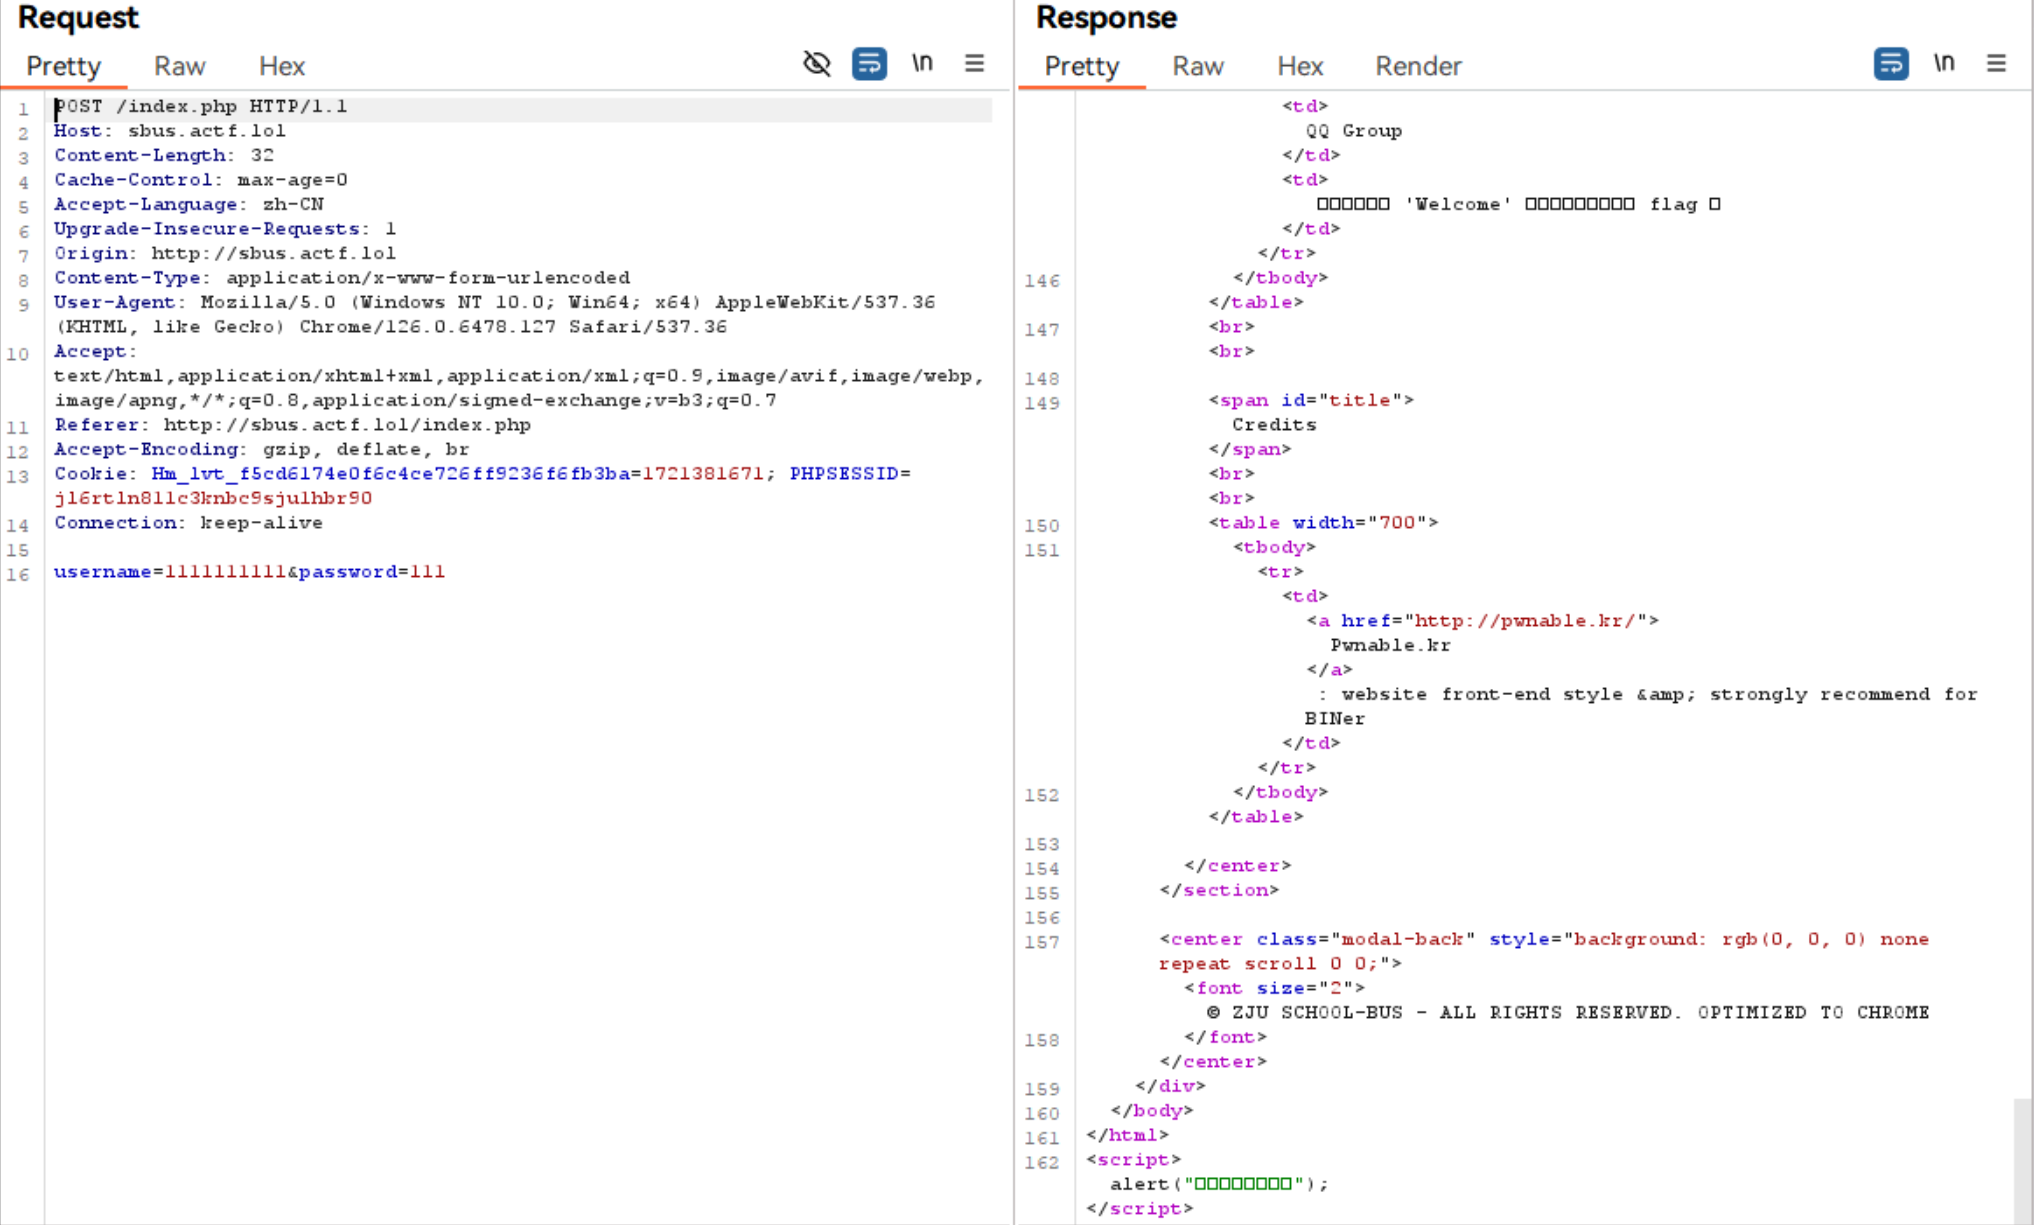 Request
Pretty Raw Hex \n
1 POST /index.php HTTP/1.1
2 Host: sbus.actf.lol
3 Content-Length: 32
4 Cache-Control: max-age=0
5 Accept-Language: zh-CN
6 Upgrade-Insecure-Requests: 1
7 Origin: http://sbus.actf.lol
8 Content-Type: application/x-www-form-urlencoded
9 User-Agent: Mozilla/5.0 (Windows NT 10.0; Win64; x64) AppleWebKit/537.36
(KHTML, like Gecko) Chrome/126.0.6478.127 Safari/537.36
10 Accept:
text/html,application/xhtml+xml,application/xml;q=0.9,image/avif,image/webp,
image/apng,*/*;q=0.8,application/signed-exchange;v=b3;q=0.7
11 Referer: http://sbus.actf.lol/index.php
12 Accept-Encoding: gzip, deflate, br
13 Cookie: Hm_lvt_f5cd6174e0f6c4ce726ff9236f6fb3ba=1721381671; PHPSESSID=
jl6rtln8llc3knbc9sjulhbr90
14 Connection: keep-alive
15
16 username=1111111111&password=111
Response
Pretty Raw Hex Render \n
<td>
QQ Group
</td>
<td>
□□□□□□ 'Welcome' □□□□□□□□□ flag □
</td>
</tr>
146 </tbody>
</table>
147 <br>
<br>
148
149 <span id="title">
Credits
</span>
<br>
<br>
150 <table width="700">
151 <tbody>
<tr>
<td>
<a href="http://pwnable.kr/">
Pwnable.kr
</a>
: website front-end style &amp; strongly recommend for
BINer
</td>
</tr>
152 </tbody>
</table>
153
154 </center>
155 </section>
156
157 <center class="modal-back" style="background: rgb(0, 0, 0) none
repeat scroll 0 0;">
<font size="2">
© ZJU SCHOOL-BUS - ALL RIGHTS RESERVED. OPTIMIZED TO CHROME
158 </font>
</center>
159 </div>
160 </body>
161 </html>
162 <script>
alert("□□□□□□□□");
</script>